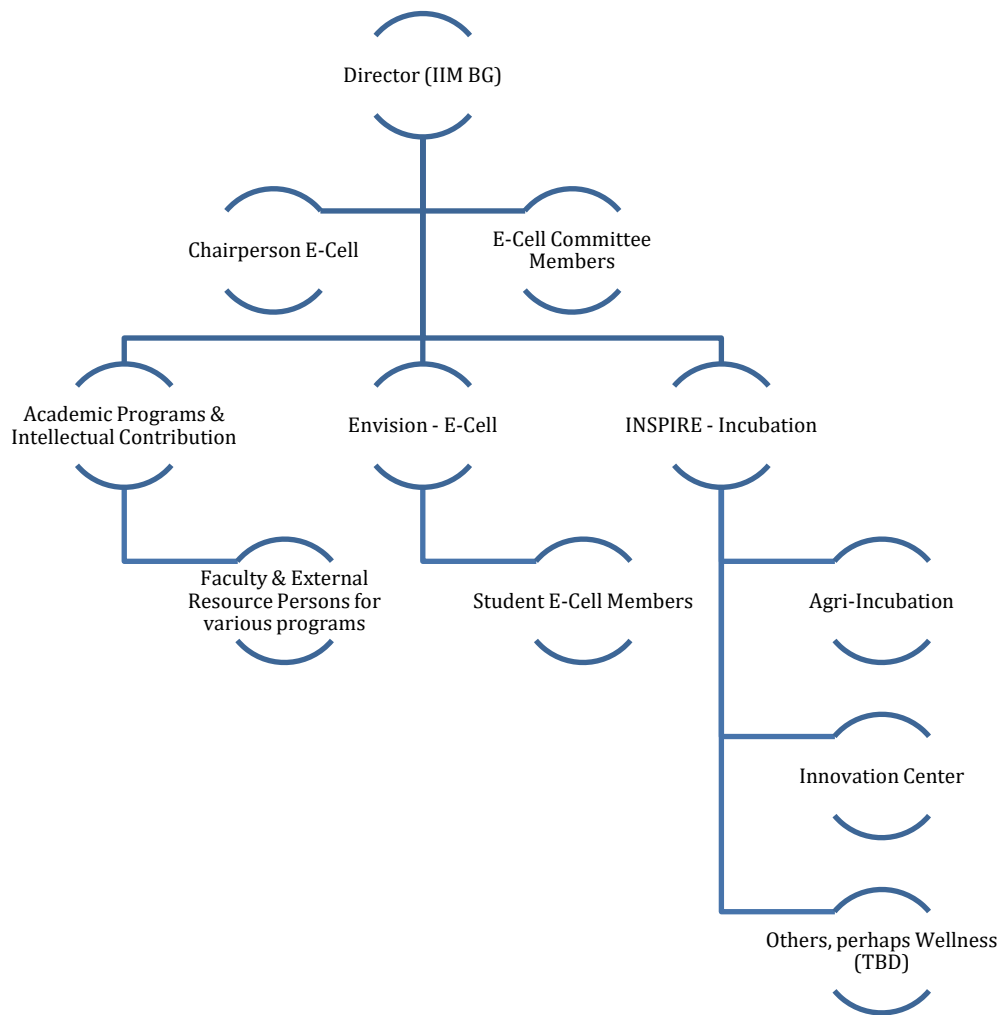 Director (IIM BG)
Chairperson E-Cell
E-Cell Committee
Members
Academic Programs &
Intellectual Contribution
Envision - E-Cell
INSPIRE - Incubation
Faculty & External
Resource Persons for
various programs
Student E-Cell Members
Agri-Incubation
Innovation Center
Others, perhaps Wellness
(TBD)